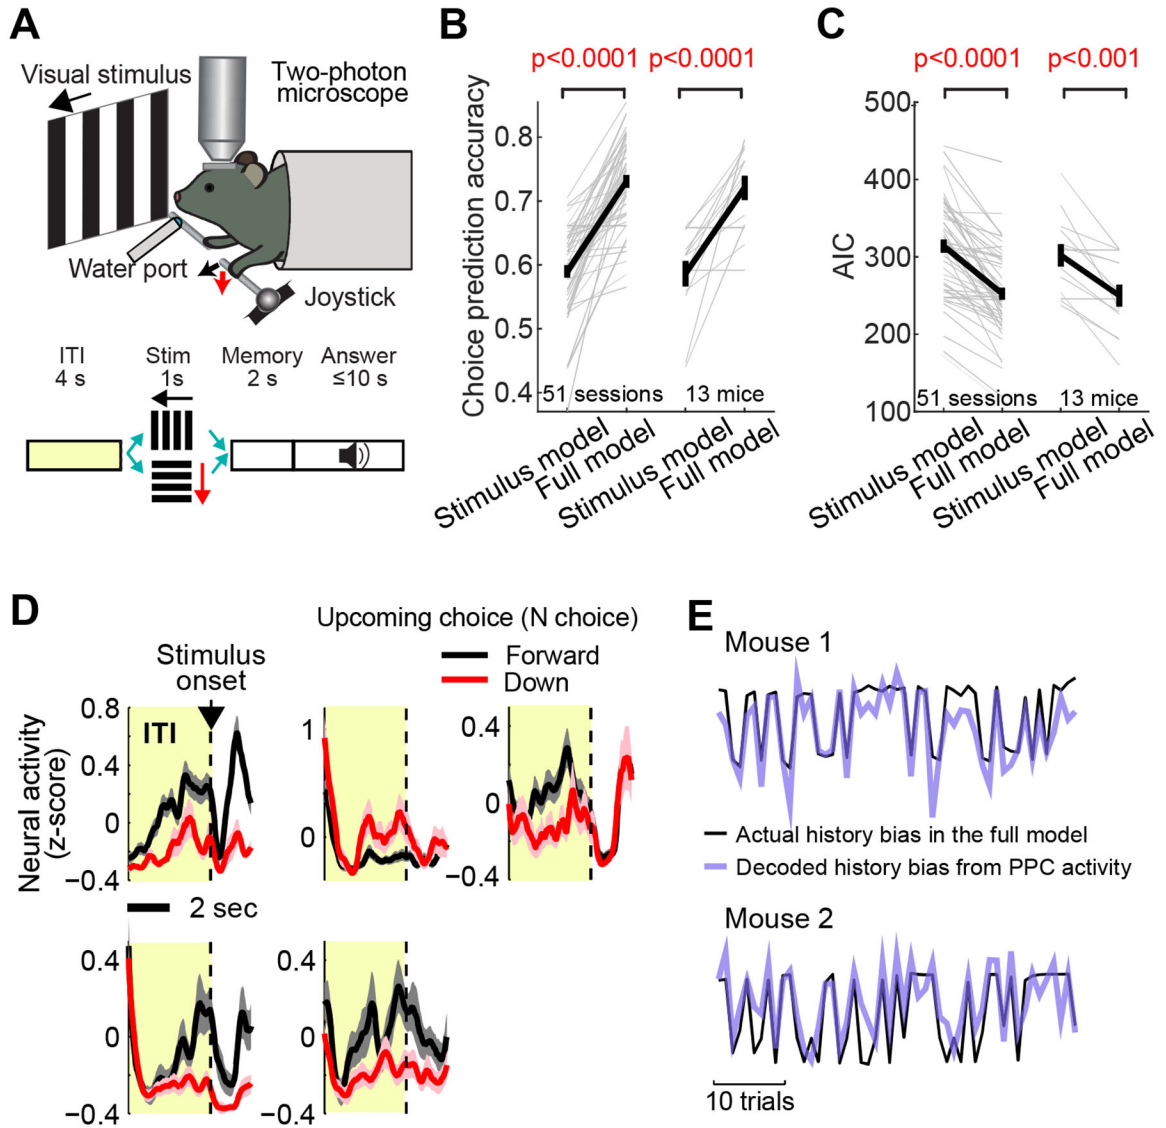 A
Visual stimulus
Two-photon
microscope
Water port
Joystick
ITI
4 s
Stim
1s
Memory
2 s
Answer
≤10 s
B
p<0.0001
p<0.0001
Choice prediction accuracy
0.8
0.7
0.6
0.5
0.4
51 sessions
13 mice
Stimulus model
Full model
Stimulus model
Full model
C
p<0.0001
p<0.001
AIC
500
400
300
200
100
51 sessions
13 mice
Stimulus model
Full model
Stimulus model
Full model
D
Upcoming choice (N choice)
Forward
Down
Stimulus
onset
ITI
Neural activity
(z-score)
0.8
0.4
0
−0.4
1
0
0.4
0
−0.4
2 sec
0.4
0
−0.4
0.4
0
−0.4
E
Mouse 1
Actual history bias in the full model
Decoded history bias from PPC activity
Mouse 2
10 trials